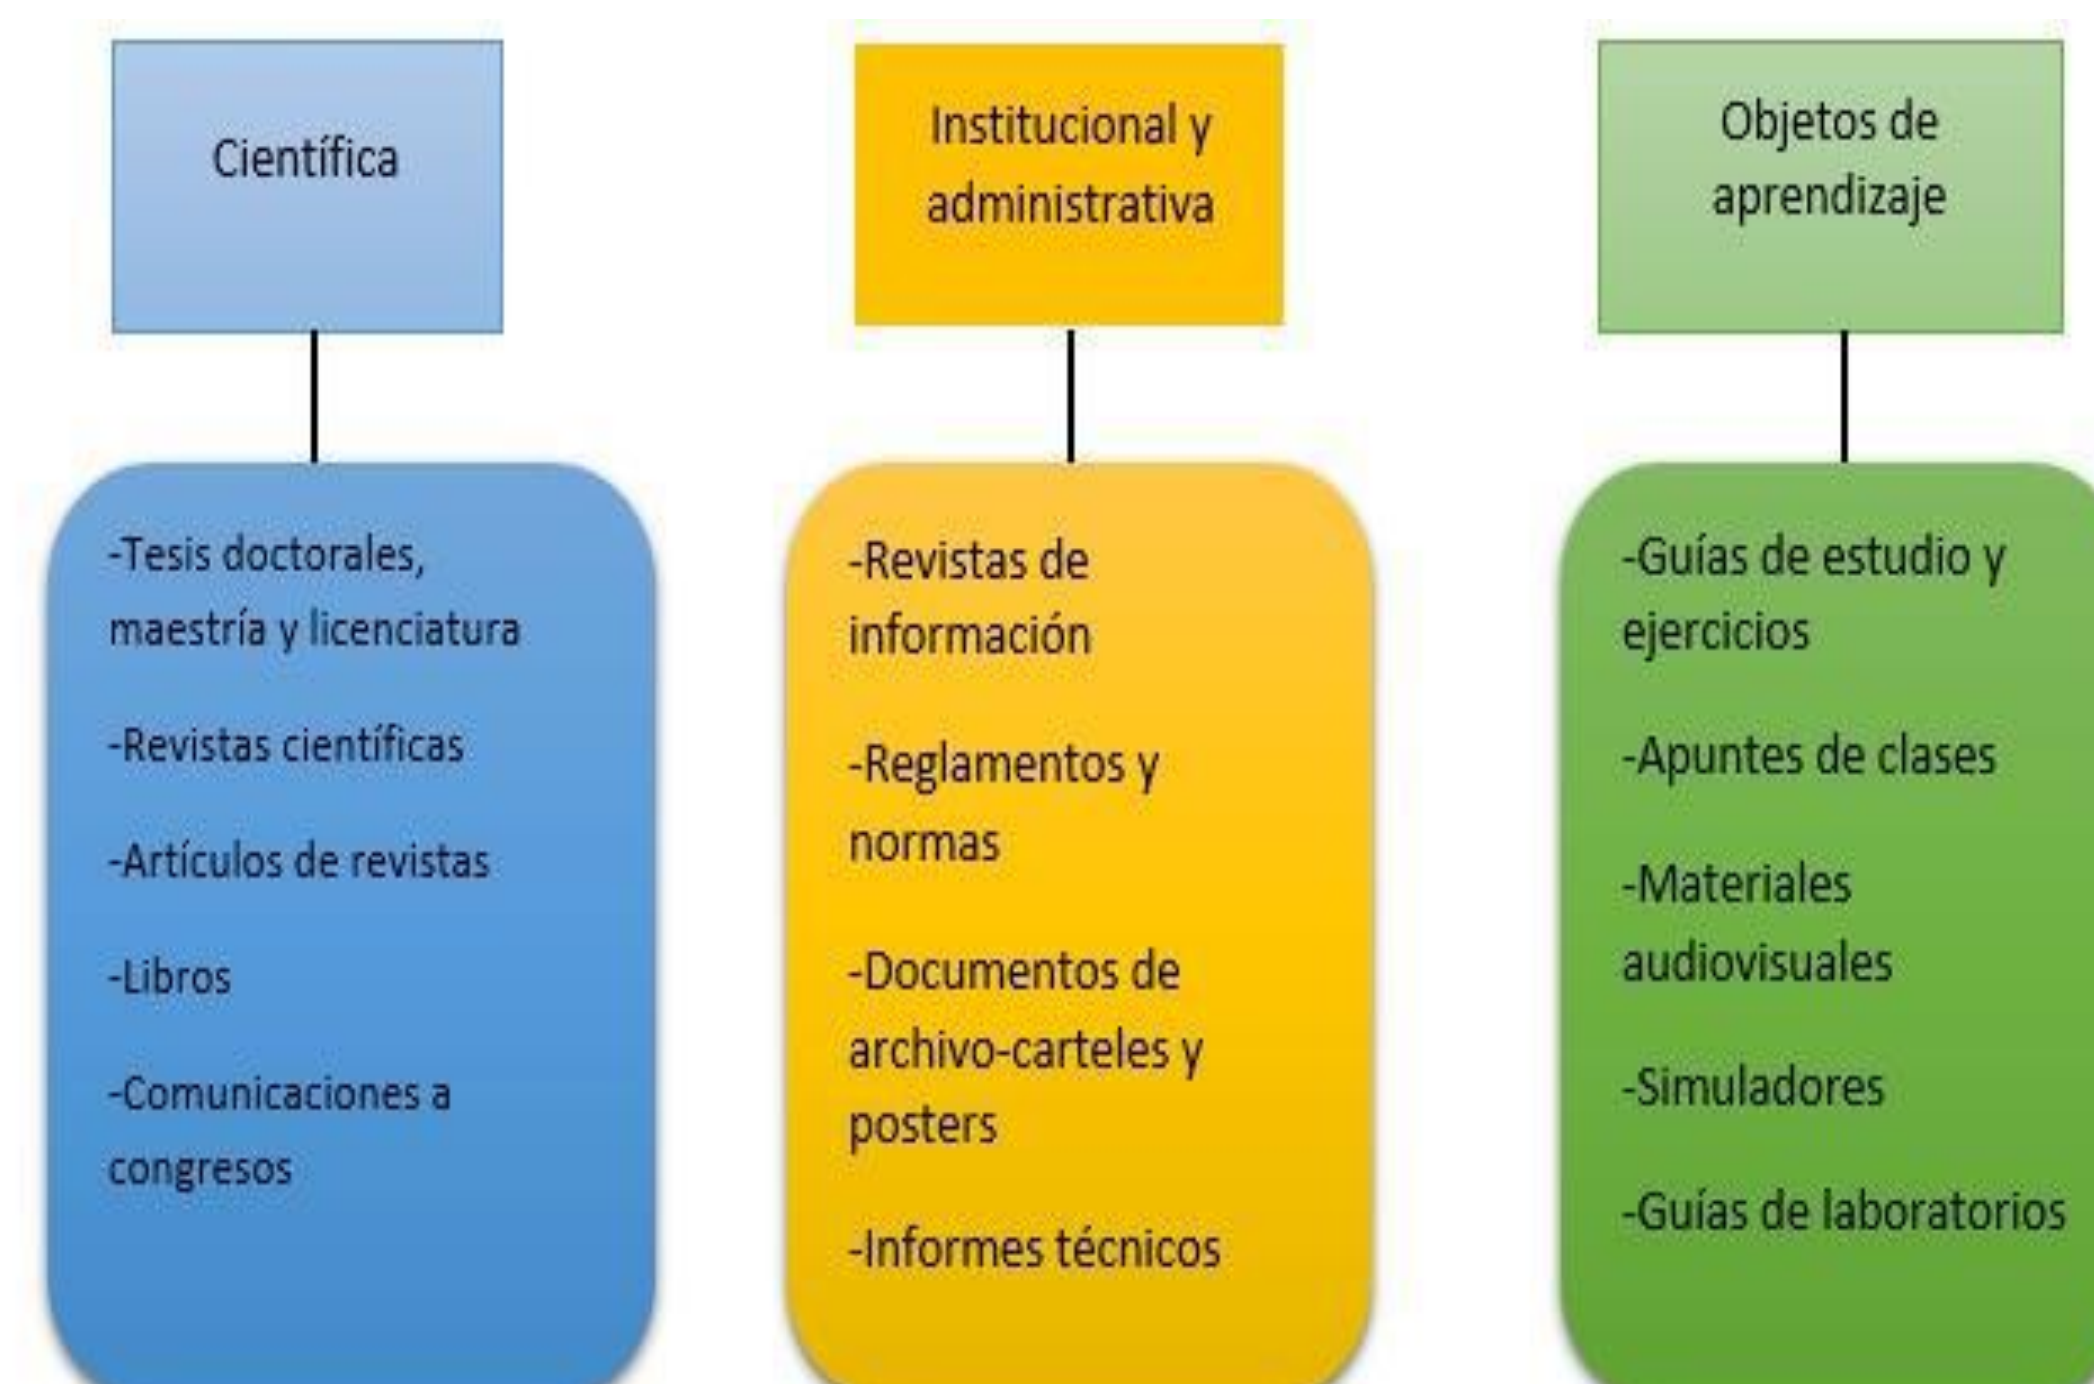 Científica
-Tesis doctorales,
maestría y licenciatura
-Revistas científicas
-Artículos de revistas
-Libros
-Comunicaciones a
congresos
Institucional y
administrativa
-Revistas de
información
-Reglamentos y
normas
-Documentos de
archivo-carteles y
posters
-Informes técnicos
Objetos de
aprendizaje
-Guías de estudio y
ejercicios
-Apuntes de clases
-Materiales
audiovisuales
-Simuladores
-Guías de laboratorios